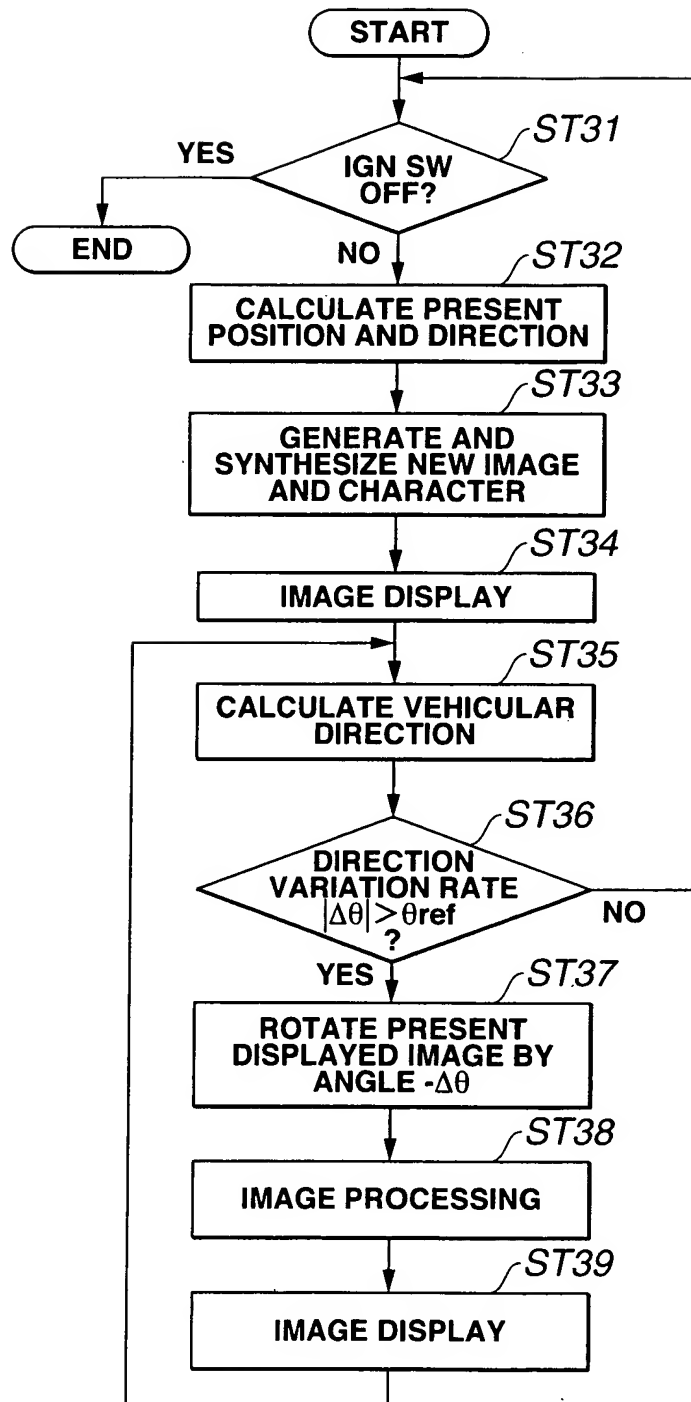 START
ST31
YES
IGN SW
OFF?
END
NO
ST32
CALCULATE PRESENT
POSITION AND DIRECTION
ST33
GENERATE AND
SYNTHESIZE NEW IMAGE
AND CHARACTER
ST34
IMAGE DISPLAY
ST35
CALCULATE VEHICULAR
DIRECTION
ST36
DIRECTION
VARIATION RATE
|Δθ|>θref
?
NO
YES
ST37
ROTATE PRESENT
DISPLAYED IMAGE BY
ANGLE -Δθ
ST38
IMAGE PROCESSING
ST39
IMAGE DISPLAY